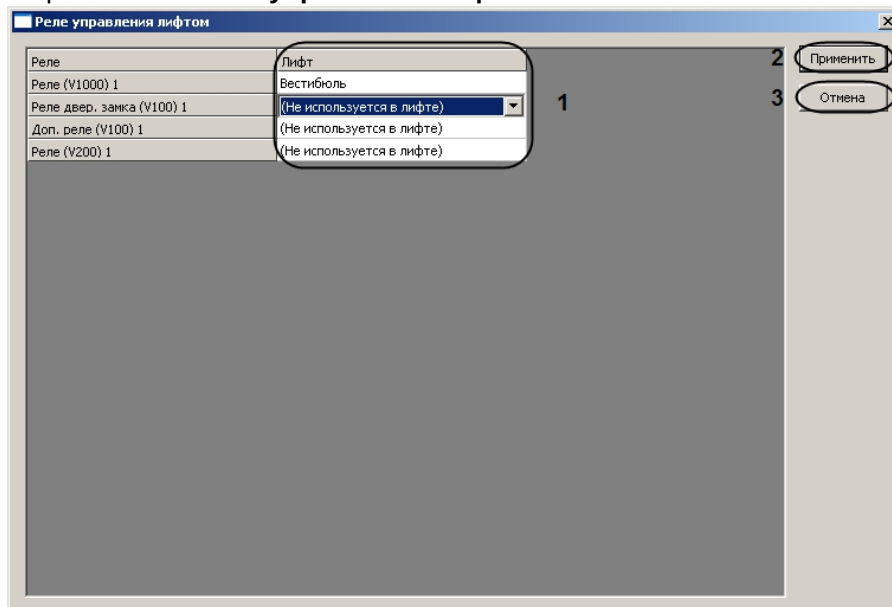 Реле управления лифтом
Реле Лифт
Реле (V1000) 1 Вестибюль
Реле двер. замка (V100) 1 (Не используется в лифте)
Доп. реле (V100) 1 (Не используется в лифте)
Реле (V200) 1 (Не используется в лифте)
1
2 Применить
3 Отмена